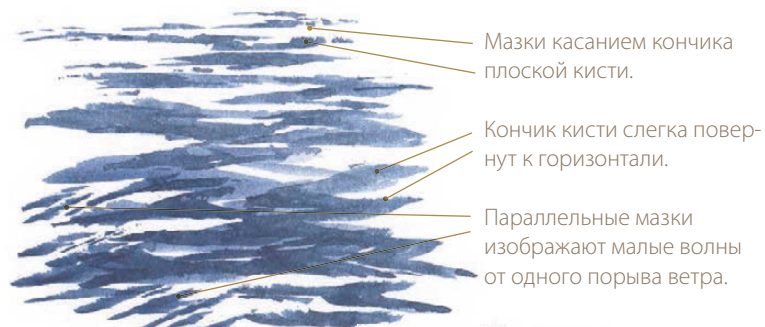 Мазки касанием кончика
плоской кисти.
Кончик кисти слегка повер-
нут к горизонтали.
Параллельные мазки
изображают малые волны
от одного порыва ветра.